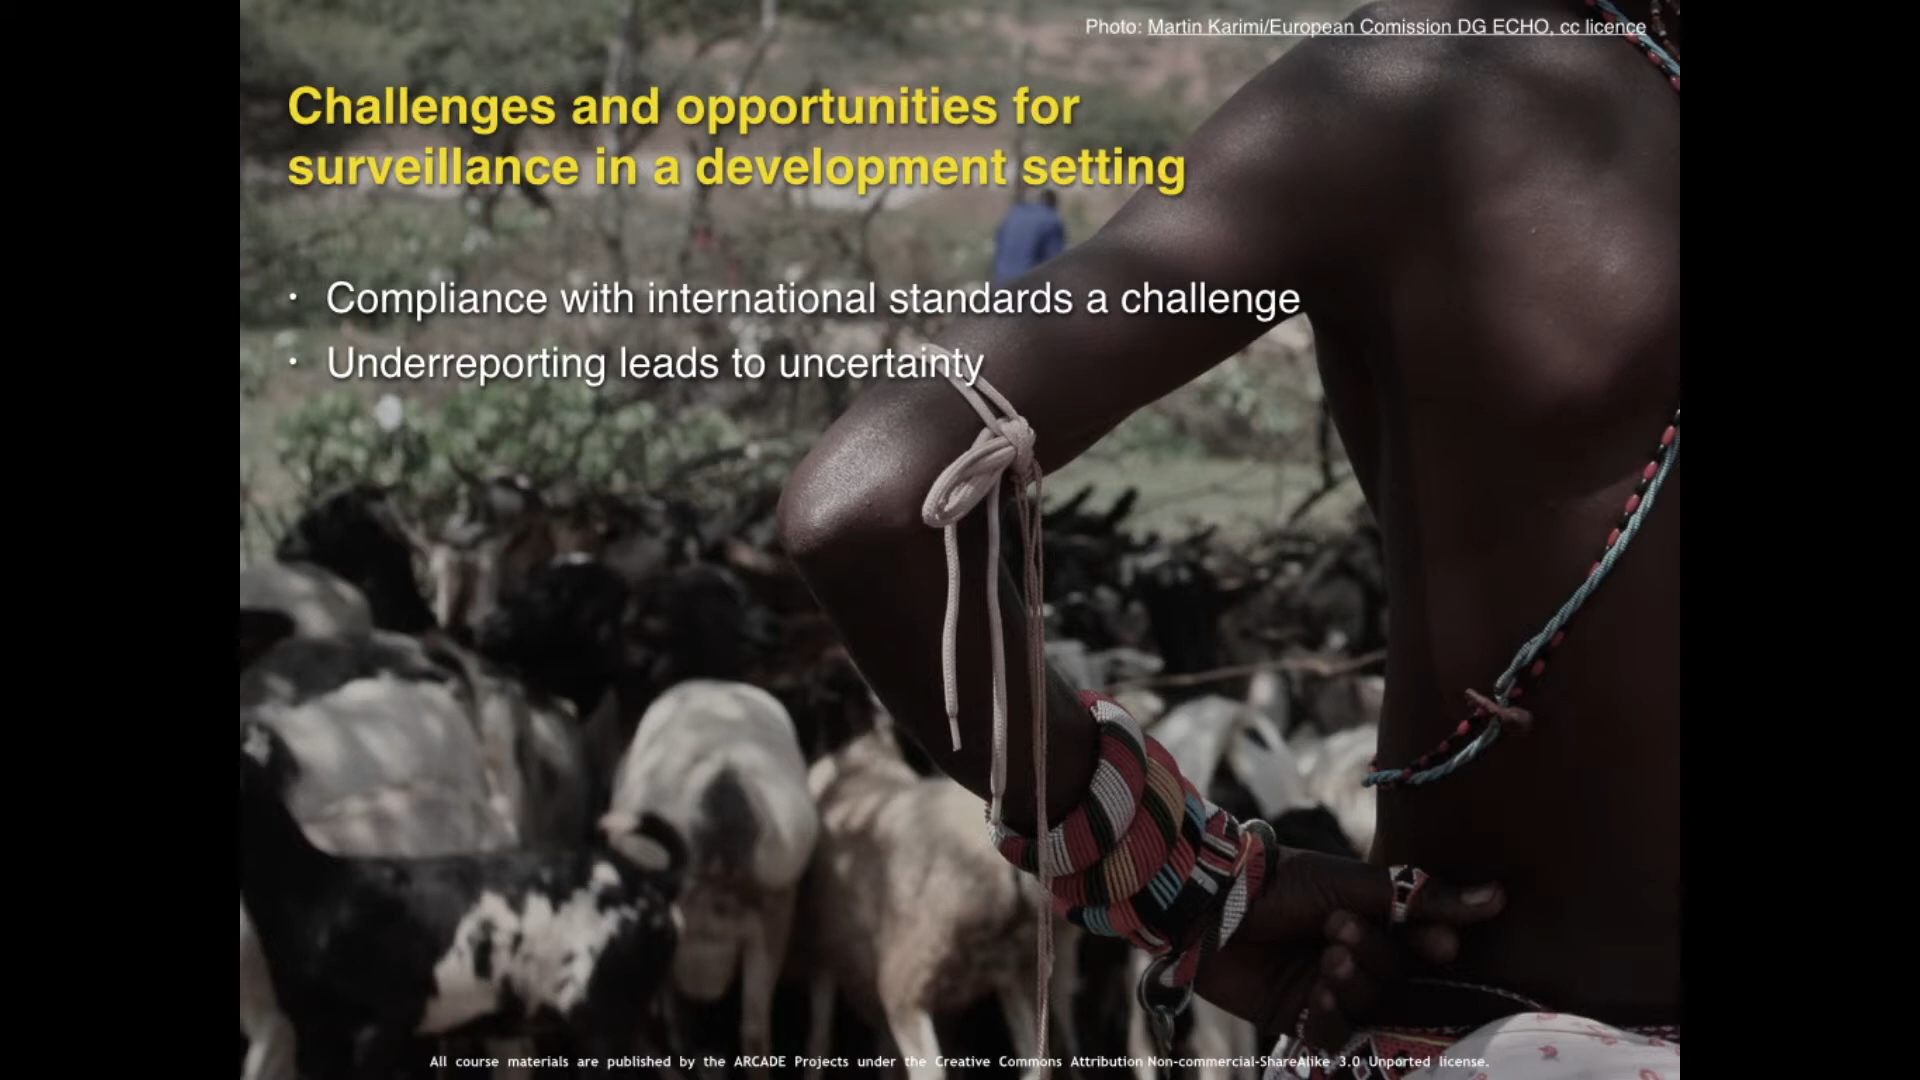 Photo: Martin Karimi/European Comission DG ECHO, cc licence
Challenges and opportunities for
surveillance in a development setting
· Compliance with international standards a challenge
· Underreporting leads to uncertainty
All course materials are published by the ARCADE Projects under the Creative Commons Attribution Non-commercial-ShareAlike 3.0 Unported license.